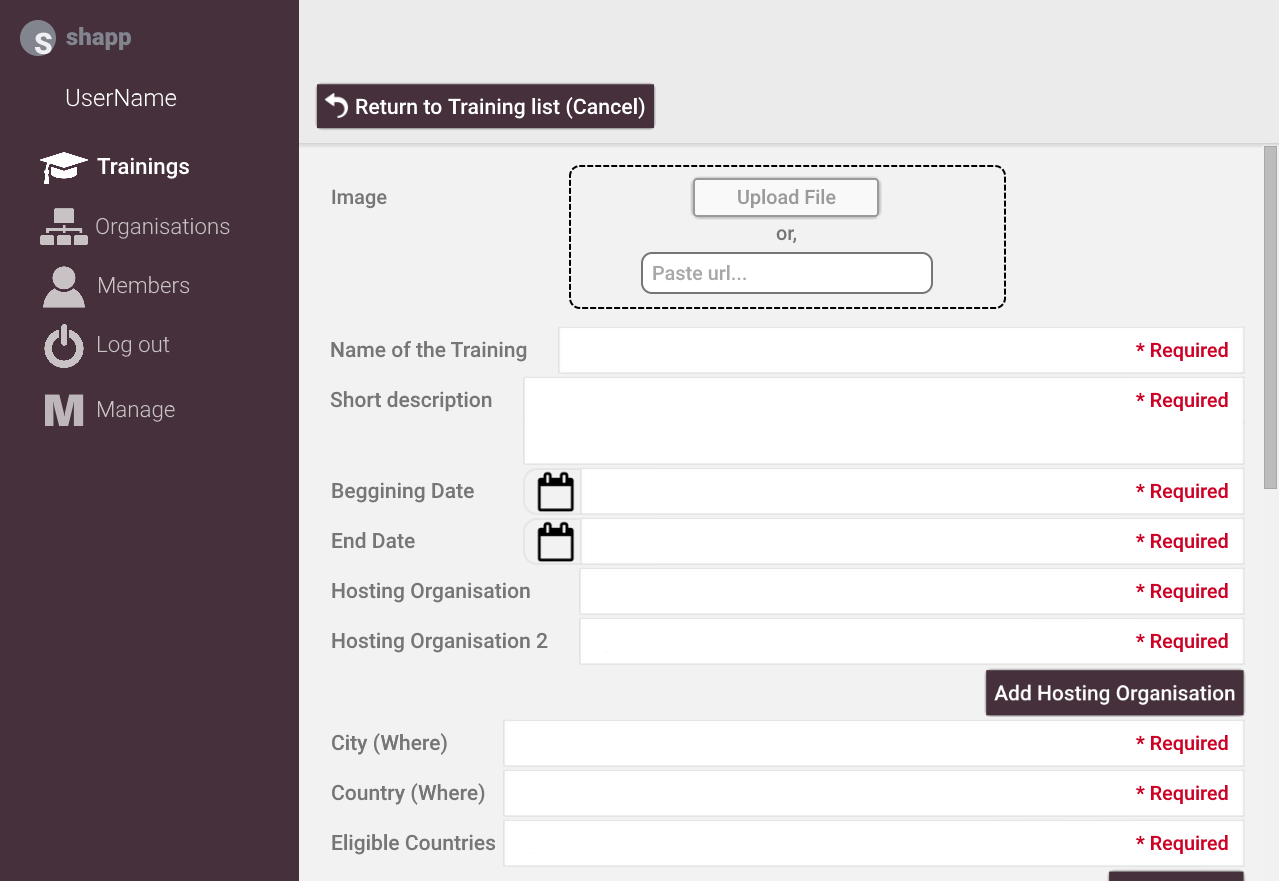 S shapp
UserName
Trainings
Organisations
Members
Log out
M Manage
Return to Training list (Cancel)
Image
Upload File
or,
Paste url...
Name of the Training * Required
Short description * Required
Beggining Date * Required
End Date * Required
Hosting Organisation * Required
Hosting Organisation 2 * Required
Add Hosting Organisation
City (Where) * Required
Country (Where) * Required
Eligible Countries * Required